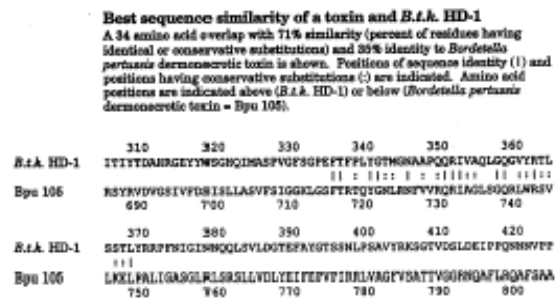 Best sequence similarity of a toxin and B.t.k. HD-1
A 34 amino acid overlap with 71% similarity (percent of residues having
identical or conservative substitutions) and 35% identity to Bordetella
pertussis dermonecrotic toxin is shown. Positions of sequence identity (|) and
positions having conservative substitutions (:) are indicated. Amino acid
positions are indicated above (B.t.k. HD-1) or below (Bordetella pertussis
dermonecrotic toxin = Bpu 105).
310 320 330 340 350 360
B.t.k. HD-1 ITIYTDAHRGEYYWSGHQIMASPVGFSGPEFTFPLYGTMGNAAPQQRIVAQLGQGVYRTL
Bpu 105 RSYRVDVGSIVFDSISLLASVFSIGGKLGSFTRTQYGNLRNFVVRQRIAGLSGQRLWRSV
690 700 710 720 730 740
370 380 390 400 410 420
B.t.k. HD-1 SSTLYRRPFNIGINNQQLSVLDGTEFAYGTSSNLPSAVYRKSGTVDSLDEIPPQNNNVPP
Bpu 105
750 760 770 780 790 800